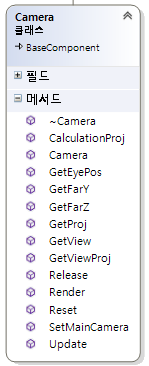 Camera
클래스
BaseComponent
필드
메서드
~Camera
CalculationProj
Camera
GetEyePos
GetFarY
GetFarZ
GetProj
GetView
GetViewProj
Release
Render
Reset
SetMainCamera
Update